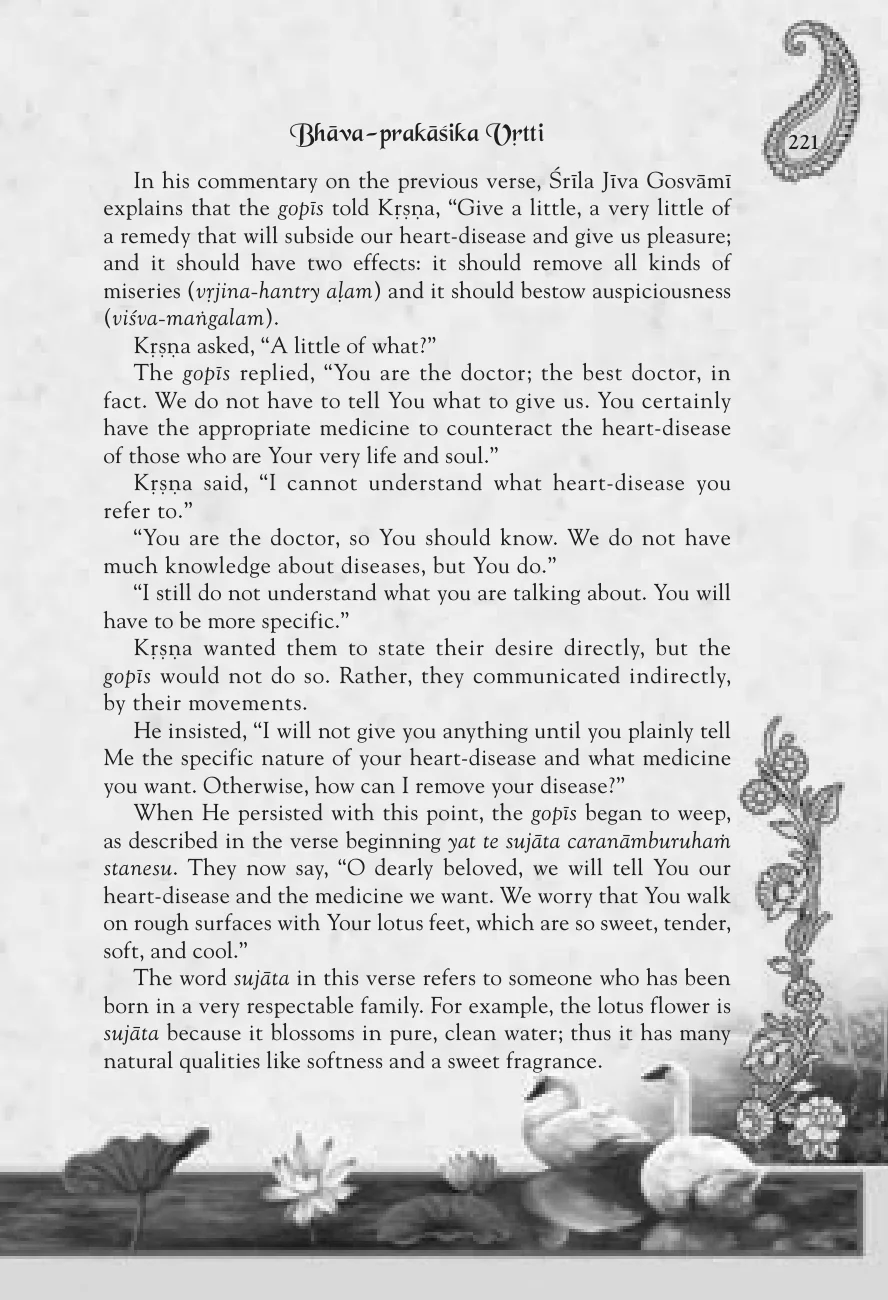 Bhāva-prakāśika Vṛtti
221
In his commentary on the previous verse, Śrīla Jīva Gosvāmī
explains that the gopīs told Kṛṣṇa, “Give a little, a very little of
a remedy that will subside our heart-disease and give us pleasure;
and it should have two effects: it should remove all kinds of
miseries (vṛjina-hantry aḷam) and it should bestow auspiciousness
(viśva-maṅgalam).
Kṛṣṇa asked, “A little of what?”
The gopīs replied, “You are the doctor; the best doctor, in
fact. We do not have to tell You what to give us. You certainly
have the appropriate medicine to counteract the heart-disease
of those who are Your very life and soul.”
Kṛṣṇa said, “I cannot understand what heart-disease you
refer to.”
“You are the doctor, so You should know. We do not have
much knowledge about diseases, but You do.”
“I still do not understand what you are talking about. You will
have to be more specific.”
Kṛṣṇa wanted them to state their desire directly, but the
gopīs would not do so. Rather, they communicated indirectly,
by their movements.
He insisted, “I will not give you anything until you plainly tell
Me the specific nature of your heart-disease and what medicine
you want. Otherwise, how can I remove your disease?”
When He persisted with this point, the gopīs began to weep,
as described in the verse beginning yat te sujāta caranāmburuhaṁ
stanesu. They now say, “O dearly beloved, we will tell You our
heart-disease and the medicine we want. We worry that You walk
on rough surfaces with Your lotus feet, which are so sweet, tender,
soft, and cool.”
The word sujāta in this verse refers to someone who has been
born in a very respectable family. For example, the lotus flower is
sujāta because it blossoms in pure, clean water; thus it has many
natural qualities like softness and a sweet fragrance.